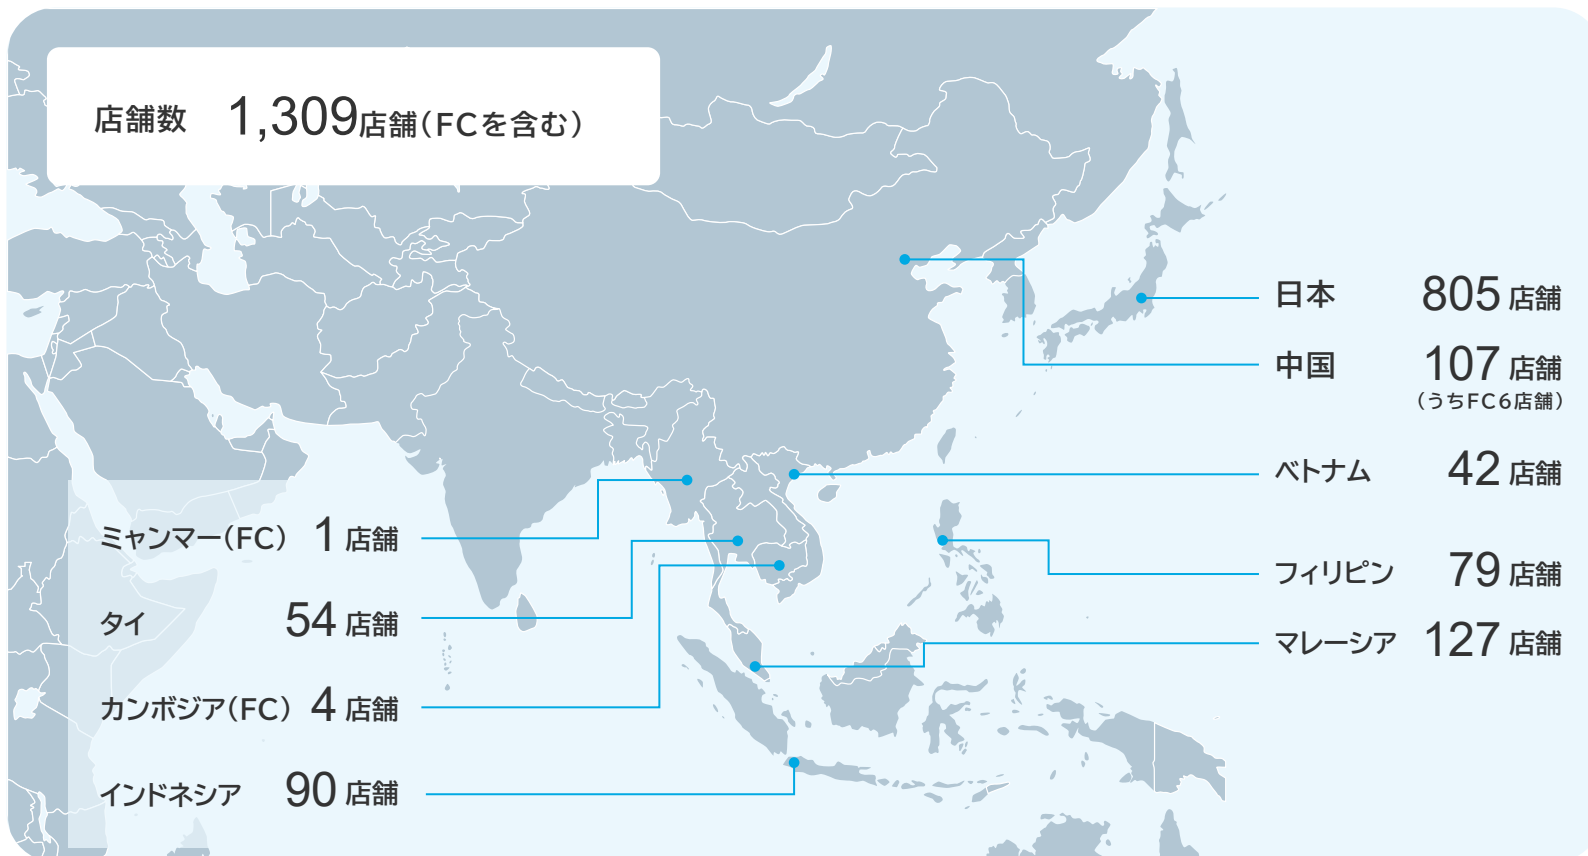 店舗数 1,309店舗（FCを含む）
日本 805 店舗
中国 107 店舗
（うちFC6店舗）
ベトナム 42 店舗
フィリピン 79 店舗
マレーシア 127 店舗
ミャンマー（FC） 1 店舗
タイ 54 店舗
カンボジア（FC） 4 店舗
インドネシア 90 店舗